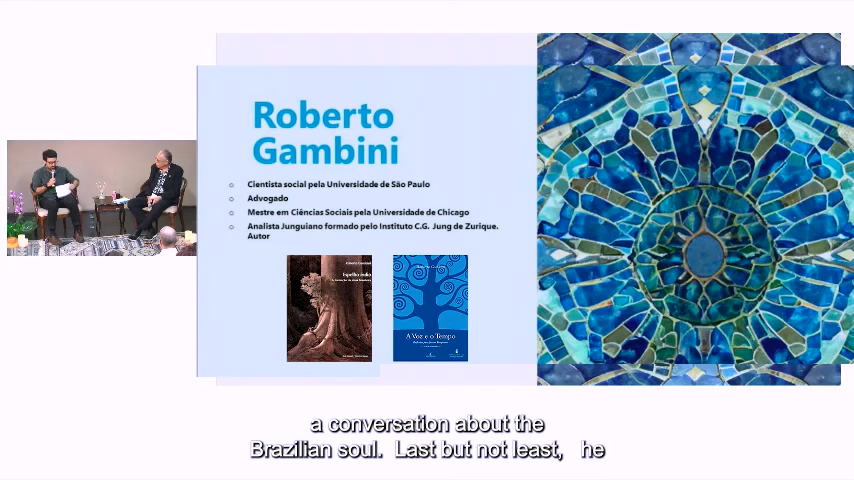 Roberto
Gambini
Cientista social pela Universidade de São Paulo
Advogado
Mestre em Ciências Sociais pela Universidade de Chicago
Analista Junguiano formado pelo Instituto C.G. Jung de Zurique.
Autor
Espelho índio
A Voz e o Tempo
a conversation about the
Brazilian soul. Last but not least, he